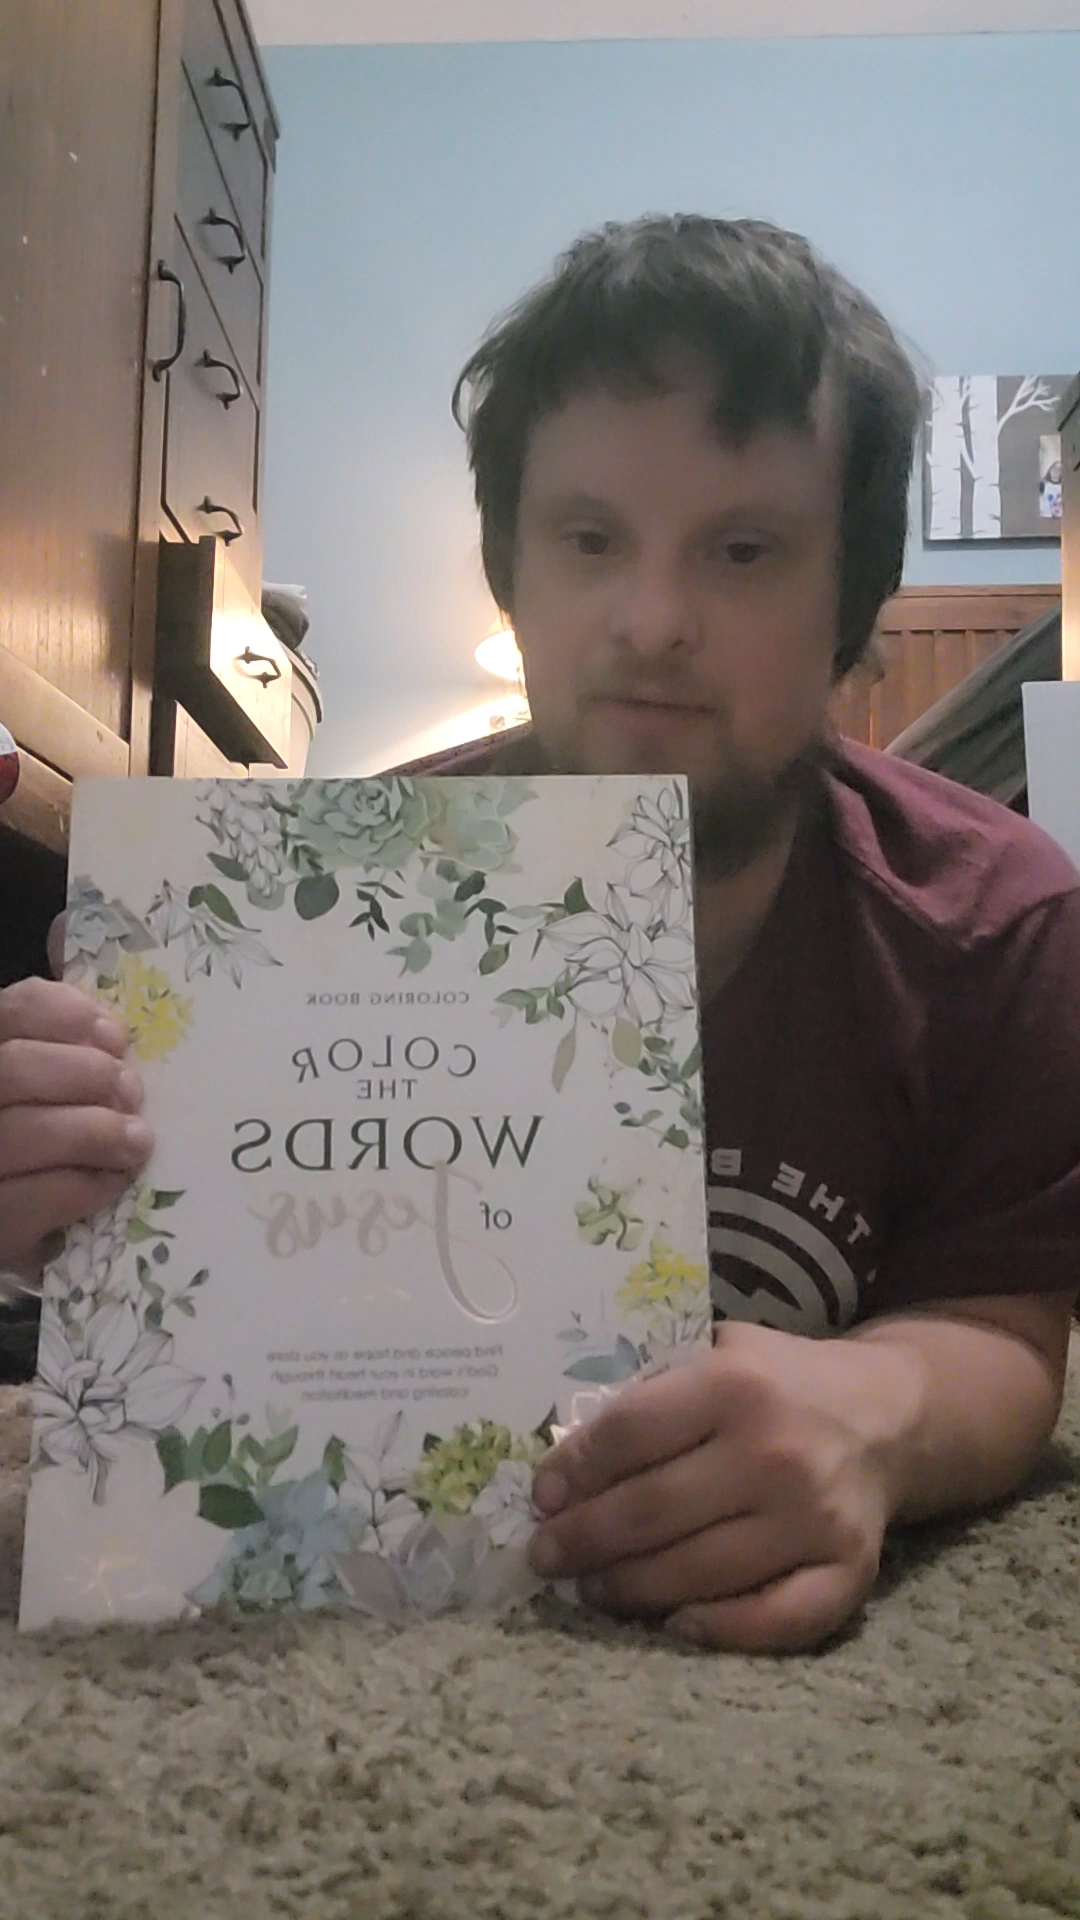 COLORING BOOK
COLOR
THE
WORDS
of Jesus
Find peace and hope as you store
God's word in your heart through
coloring and meditation
THE B